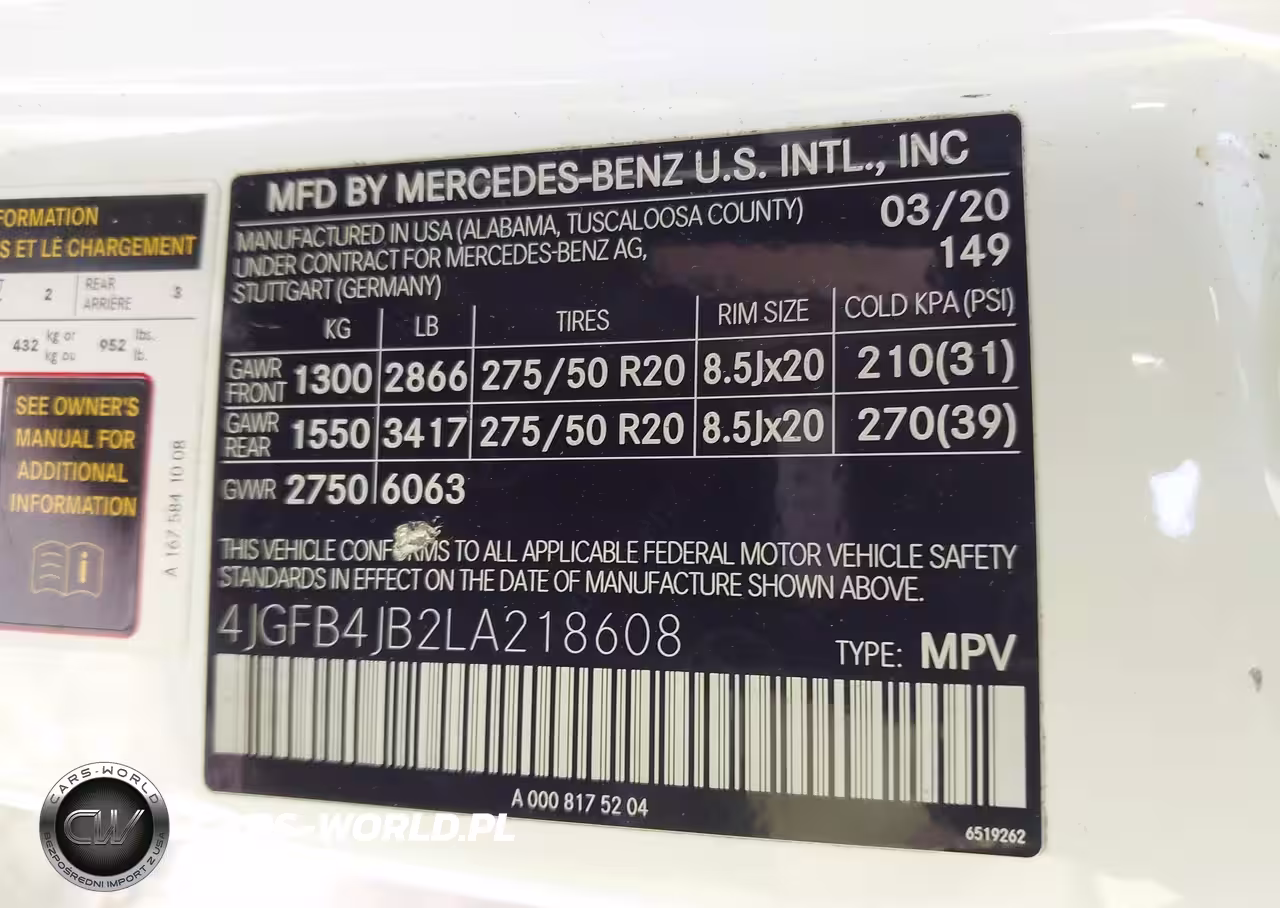 FORMATION
S ET LE CHARGEMENT
2 REAR ARRIÈRE 3
432 kg or kg ou 952 lbs. lb.
SEE OWNER'S
MANUAL FOR
ADDITIONAL
INFORMATION
A 167 584 10 08
MFD BY MERCEDES-BENZ U.S. INTL., INC
MANUFACTURED IN USA (ALABAMA, TUSCALOOSA COUNTY) 03/20
UNDER CONTRACT FOR MERCEDES-BENZ AG, 149
STUTTGART (GERMANY)
KG LB TIRES RIM SIZE COLD KPA (PSI)
GAWR FRONT 1300 2866 275/50 R20 8.5Jx20 210(31)
GAWR REAR 1550 3417 275/50 R20 8.5Jx20 270(39)
GVWR 2750 6063
THIS VEHICLE CONFORMS TO ALL APPLICABLE FEDERAL MOTOR VEHICLE SAFETY
STANDARDS IN EFFECT ON THE DATE OF MANUFACTURE SHOWN ABOVE.
4JGFB4JB2LA218608 TYPE: MPV
A 000 817 52 04
6519262
CARS-WORLD
CW
BEZPOŚREDNI IMPORT Z USA
CARS-WORLD.PL